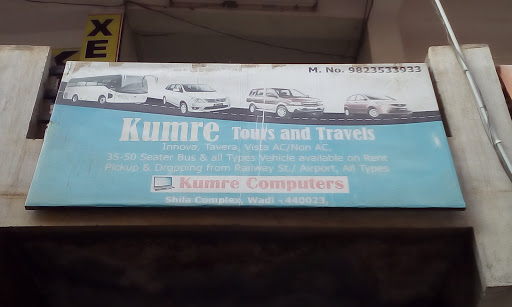 XE
M. No. 9823533933
Kumre Tours and Travels
Innova, Tavera, Vista AC/Non AC,
35-50 Seater Bus & all Types Vehicle available on Rent
Pickup & Dropping from Railway St./ Airport, All Types
Kumre Computers
Shila Complex, Wadi - 440023.